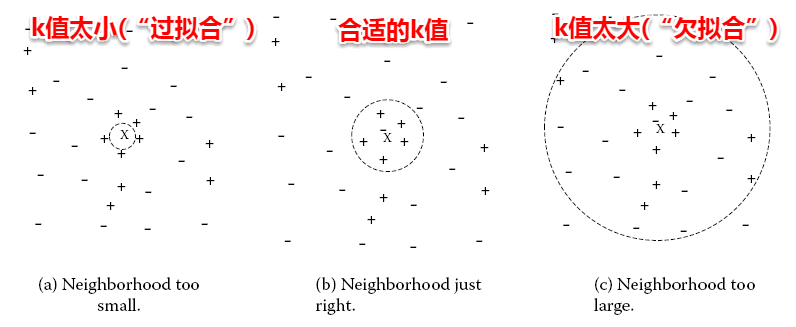 k值太小(“过拟合”)
合适的k值
k值太大(“欠拟合”)
X
X
X
(a) Neighborhood too
small.
(b) Neighborhood just
right.
(c) Neighborhood too
large.